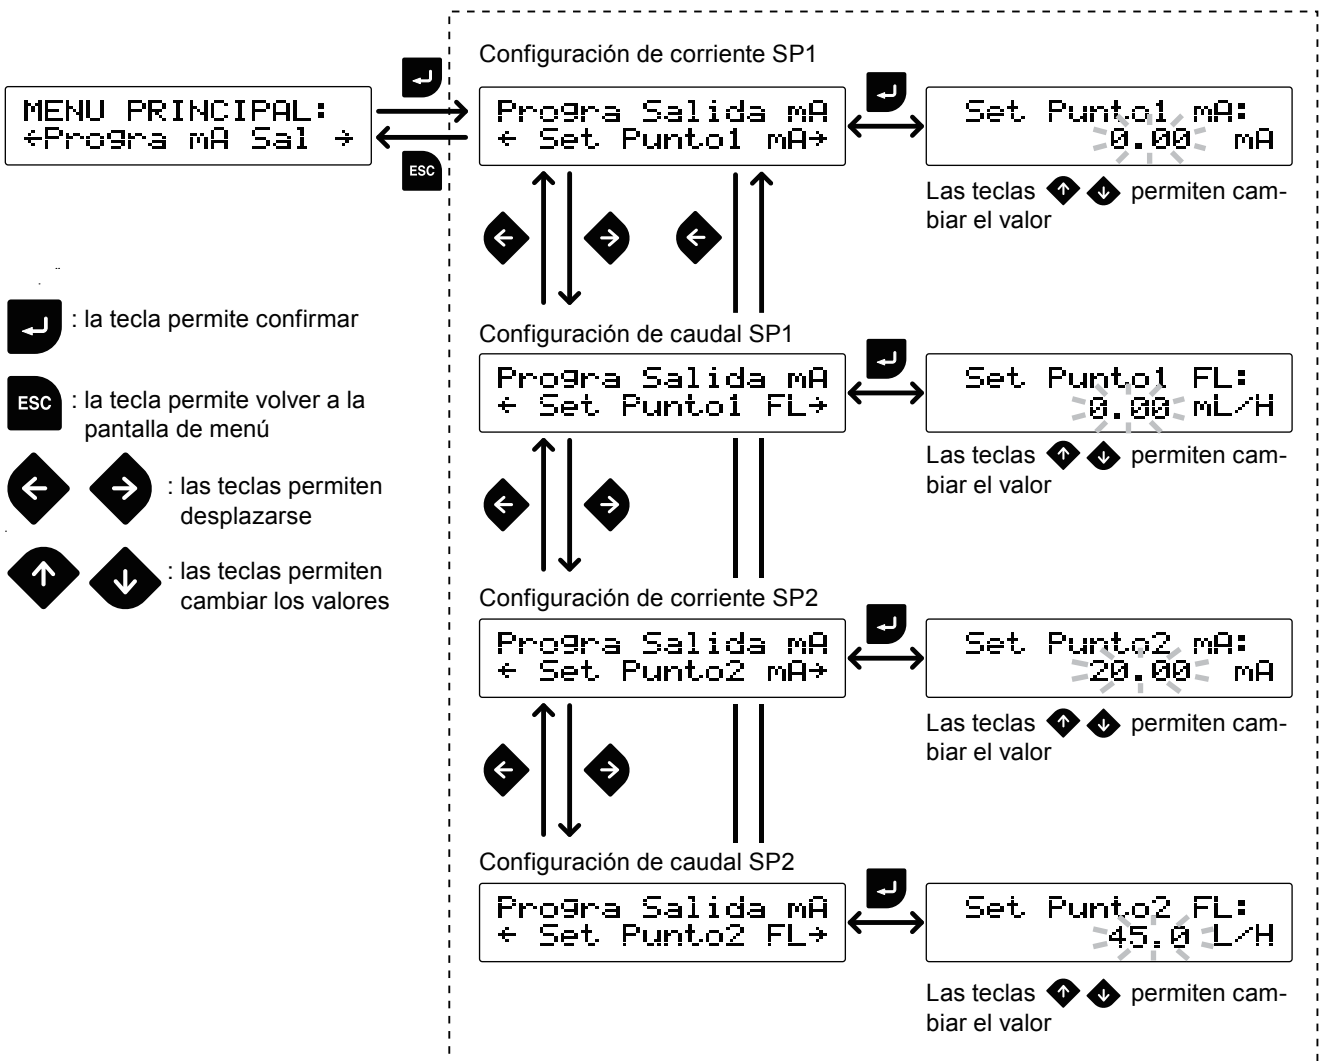 Configuración de corriente SP1
MENU PRINCIPAL:
←Progra mA Sal →
ESC
Progra Salida mA
← Set Punto1 mA→
Set Punto1 mA:
0.00 mA
Las teclas permiten cam-
biar el valor
: la tecla permite confirmar
ESC : la tecla permite volver a la
pantalla de menú
: las teclas permiten
desplazarse
: las teclas permiten
cambiar los valores
Configuración de caudal SP1
Progra Salida mA
← Set Punto1 FL→
Set Punto1 FL:
0.00 mL/H
Las teclas permiten cam-
biar el valor
Configuración de corriente SP2
Progra Salida mA
← Set Punto2 mA→
Set Punto2 mA:
20.00 mA
Las teclas permiten cam-
biar el valor
Configuración de caudal SP2
Progra Salida mA
← Set Punto2 FL→
Set Punto2 FL:
45.0 L/H
Las teclas permiten cam-
biar el valor